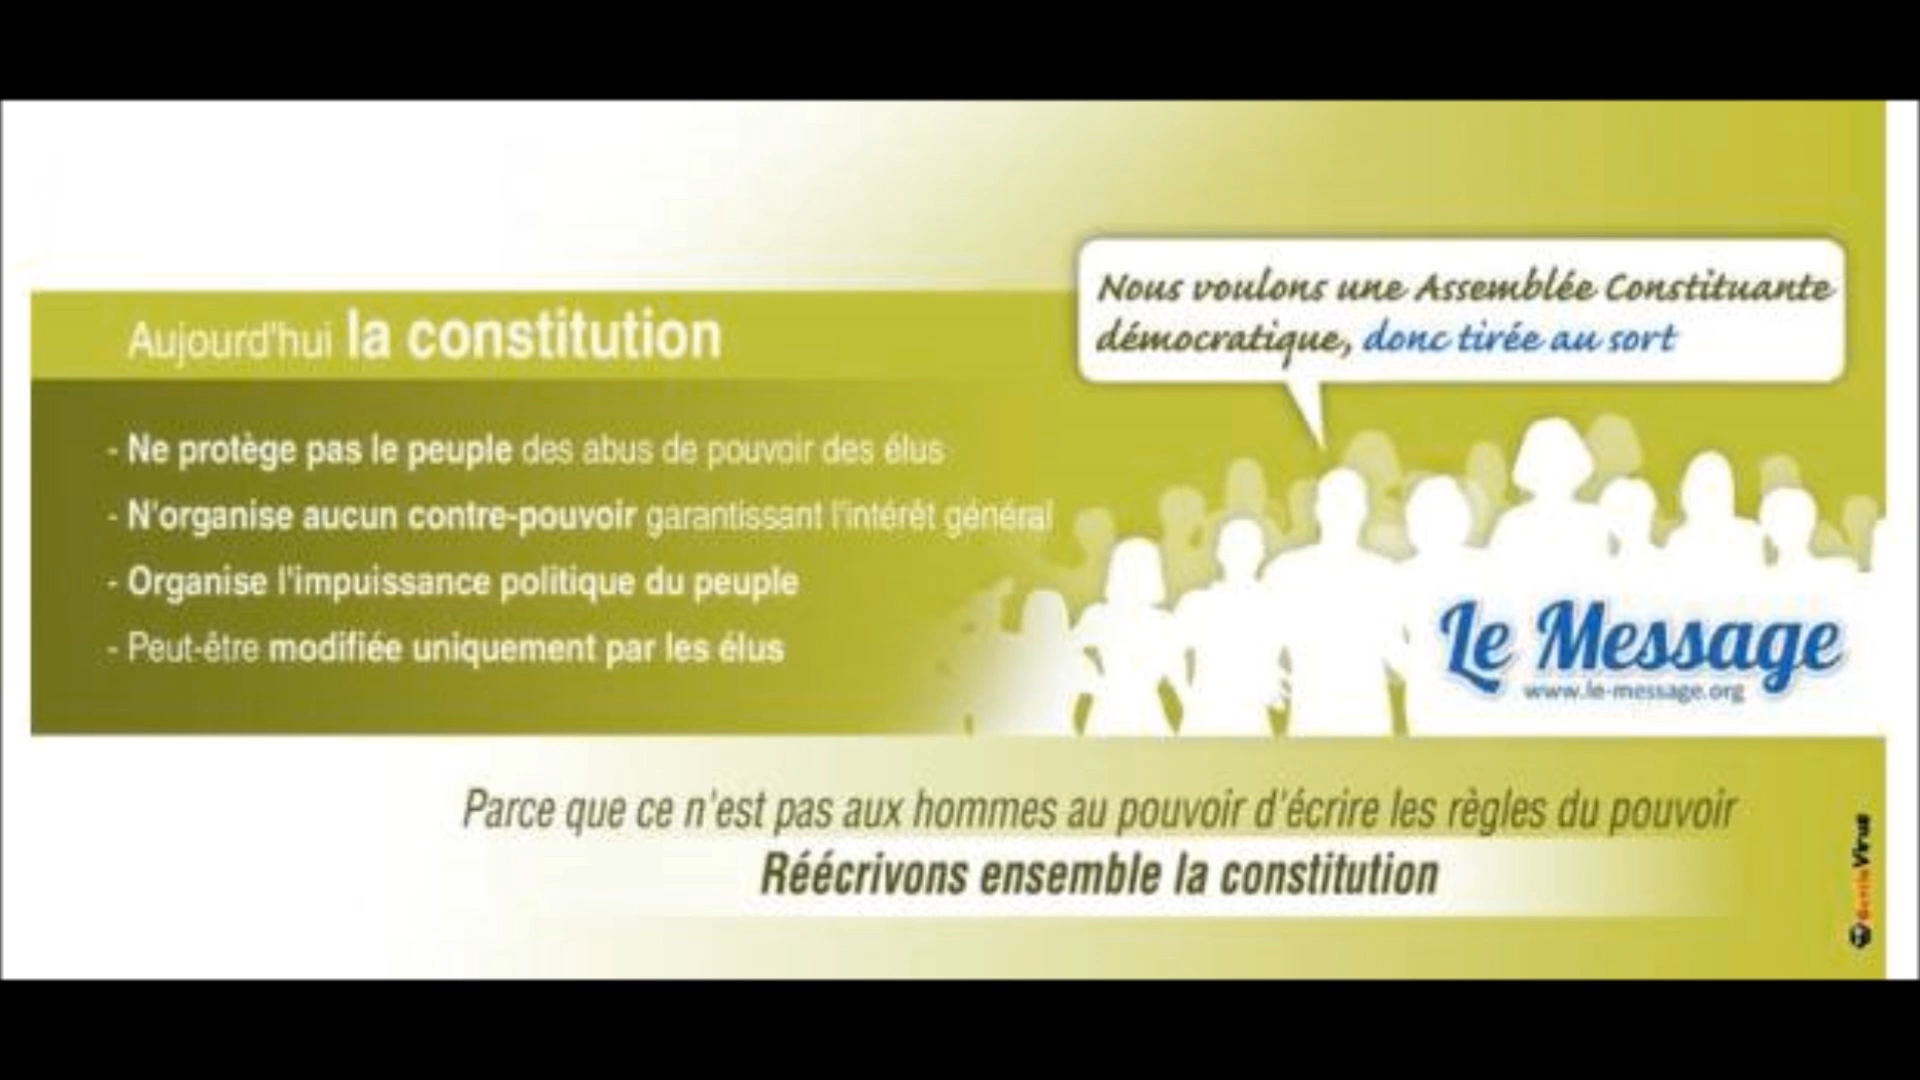 Nous voulons une Assemblée Constituante
démocratique, donc tirée au sort
Aujourd'hui la constitution
- Ne protège pas le peuple des abus de pouvoir des élus
- N'organise aucun contre-pouvoir garantissant l'intérêt général
- Organise l'impuissance politique du peuple
- Peut-être modifiée uniquement par les élus
Le Message
www.le-message.org
Parce que ce n'est pas aux hommes au pouvoir d'écrire les règles du pouvoir
Réécrivons ensemble la constitution
Gentil Virus